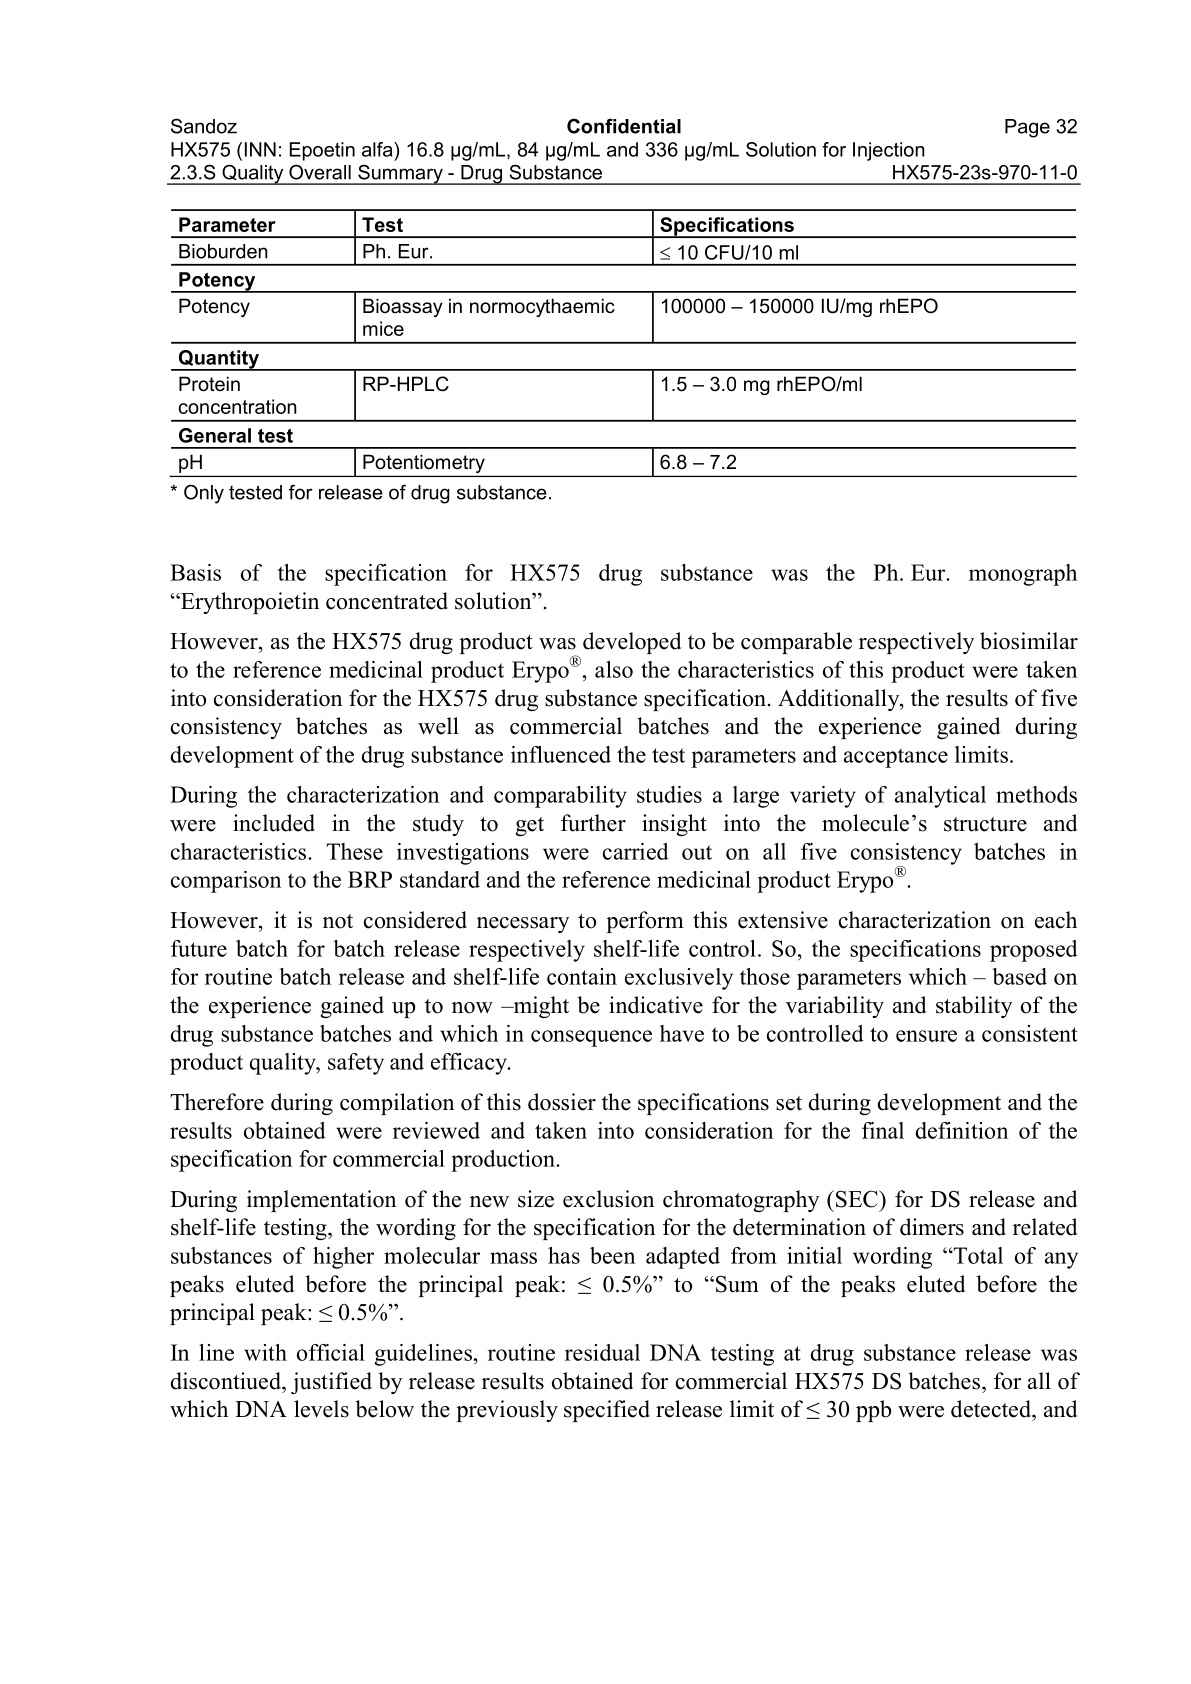 Sandoz Confidential Page 32
HX575 (INN: Epoetin alfa) 16.8 µg/mL, 84 µg/mL and 336 µg/mL Solution for Injection
2.3.S Quality Overall Summary - Drug Substance HX575-23s-970-11-0
Parameter Test Specifications
Bioburden Ph. Eur. ≤ 10 CFU/10 ml
Potency
Potency Bioassay in normocythaemic 100000 – 150000 IU/mg rhEPO
mice
Quantity
Protein RP-HPLC 1.5 – 3.0 mg rhEPO/ml
concentration
General test
pH Potentiometry 6.8 – 7.2
* Only tested for release of drug substance.
Basis of the specification for HX575 drug substance was the Ph. Eur. monograph
“Erythropoietin concentrated solution”.
However, as the HX575 drug product was developed to be comparable respectively biosimilar
to the reference medicinal product Erypo®, also the characteristics of this product were taken
into consideration for the HX575 drug substance specification. Additionally, the results of five
consistency batches as well as commercial batches and the experience gained during
development of the drug substance influenced the test parameters and acceptance limits.
During the characterization and comparability studies a large variety of analytical methods
were included in the study to get further insight into the molecule’s structure and
characteristics. These investigations were carried out on all five consistency batches in
comparison to the BRP standard and the reference medicinal product Erypo®.
However, it is not considered necessary to perform this extensive characterization on each
future batch for batch release respectively shelf-life control. So, the specifications proposed
for routine batch release and shelf-life contain exclusively those parameters which – based on
the experience gained up to now –might be indicative for the variability and stability of the
drug substance batches and which in consequence have to be controlled to ensure a consistent
product quality, safety and efficacy.
Therefore during compilation of this dossier the specifications set during development and the
results obtained were reviewed and taken into consideration for the final definition of the
specification for commercial production.
During implementation of the new size exclusion chromatography (SEC) for DS release and
shelf-life testing, the wording for the specification for the determination of dimers and related
substances of higher molecular mass has been adapted from initial wording “Total of any
peaks eluted before the principal peak: ≤ 0.5%” to “Sum of the peaks eluted before the
principal peak: ≤ 0.5%”.
In line with official guidelines, routine residual DNA testing at drug substance release was
discontiued, justified by release results obtained for commercial HX575 DS batches, for all of
which DNA levels below the previously specified release limit of ≤ 30 ppb were detected, and